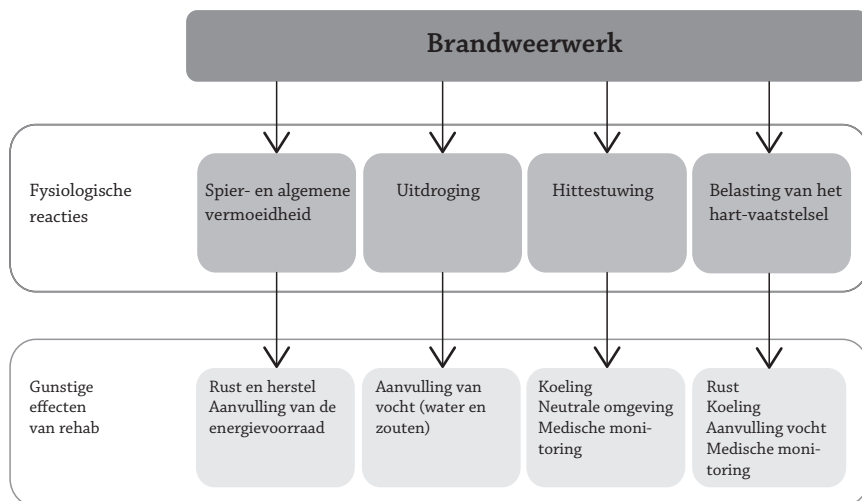 Brandweerwerk
Fysiologische
reacties
Spier- en algemene
vermoeidheid
Uitdroging
Hittestuwing
Belasting van het
hart-vaatstelsel
Gunstige
effecten
van rehab
Rust en herstel
Aanvulling van de
energievoorraad
Aanvulling van
vocht (water en
zouten)
Koeling
Neutrale omgeving
Medische moni-
toring
Rust
Koeling
Aanvulling vocht
Medische moni-
toring